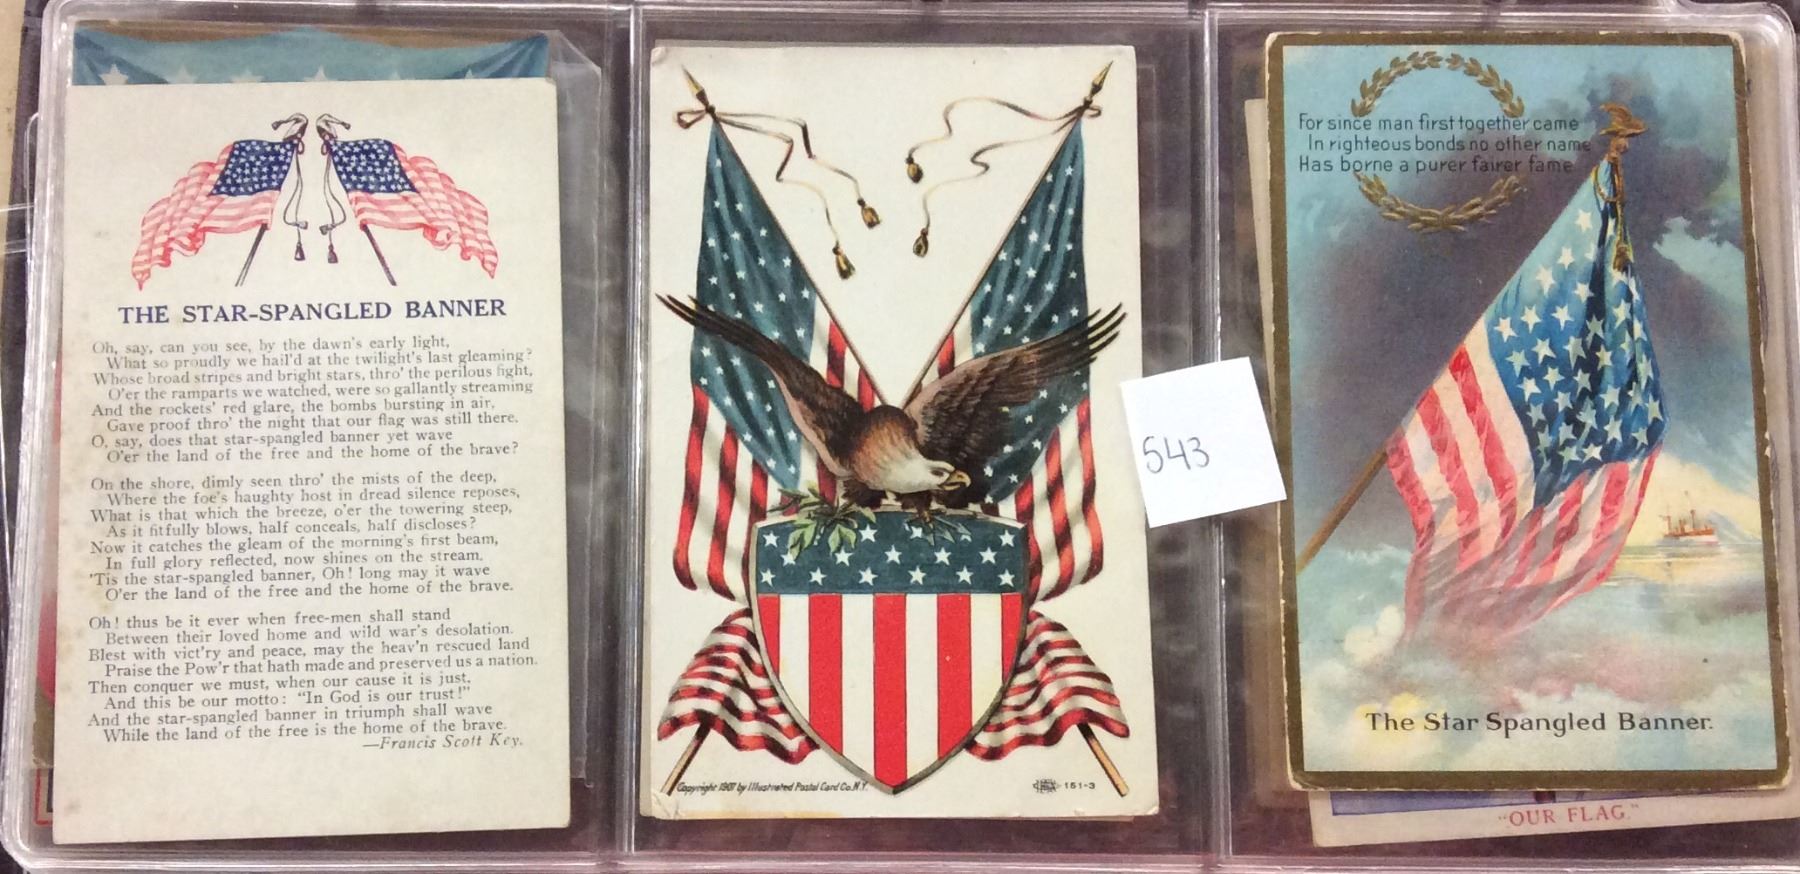 THE STAR-SPANGLED BANNER
Oh, say, can you see, by the dawn's early light,
What so proudly we hail'd at the twilight's last gleaming?
Whose broad stripes and bright stars, thro' the perilous fight,
O'er the ramparts we watched, were so gallantly streaming
And the rockets' red glare, the bombs bursting in air,
Gave proof thro' the night that our flag was still there.
O, say, does that star-spangled banner yet wave
O'er the land of the free and the home of the brave?
On the shore, dimly seen thro' the mists of the deep,
Where the foe's haughty host in dread silence reposes,
What is that which the breeze, o'er the towering steep,
As it fitfully blows, half conceals, half discloses?
Now it catches the gleam of the morning's first beam,
In full glory reflected, now shines on the stream.
'Tis the star-spangled banner, Oh! long may it wave
O'er the land of the free and the home of the brave.
Oh! thus be it ever when free-men shall stand
Between their loved home and wild war's desolation.
Blest with vict'ry and peace, may the heav'n rescued land
Praise the Pow'r that hath made and preserved us a nation.
Then conquer we must, when our cause it is just,
And this be our motto: "In God is our trust!"
And the star-spangled banner in triumph shall wave
While the land of the free is the home of the brave.
—Francis Scott Key.
Copyright 1907 by Illustrated Postal Card Co. N.Y.
151-3
543
For since man first together came
In righteous bonds no other name
Has borne a purer fairer fame
The Star Spangled Banner.
"OUR FLAG"